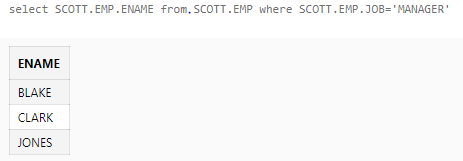 select SCOTT.EMP.ENAME from SCOTT.EMP where SCOTT.EMP.JOB='MANAGER'
ENAME
BLAKE
CLARK
JONES